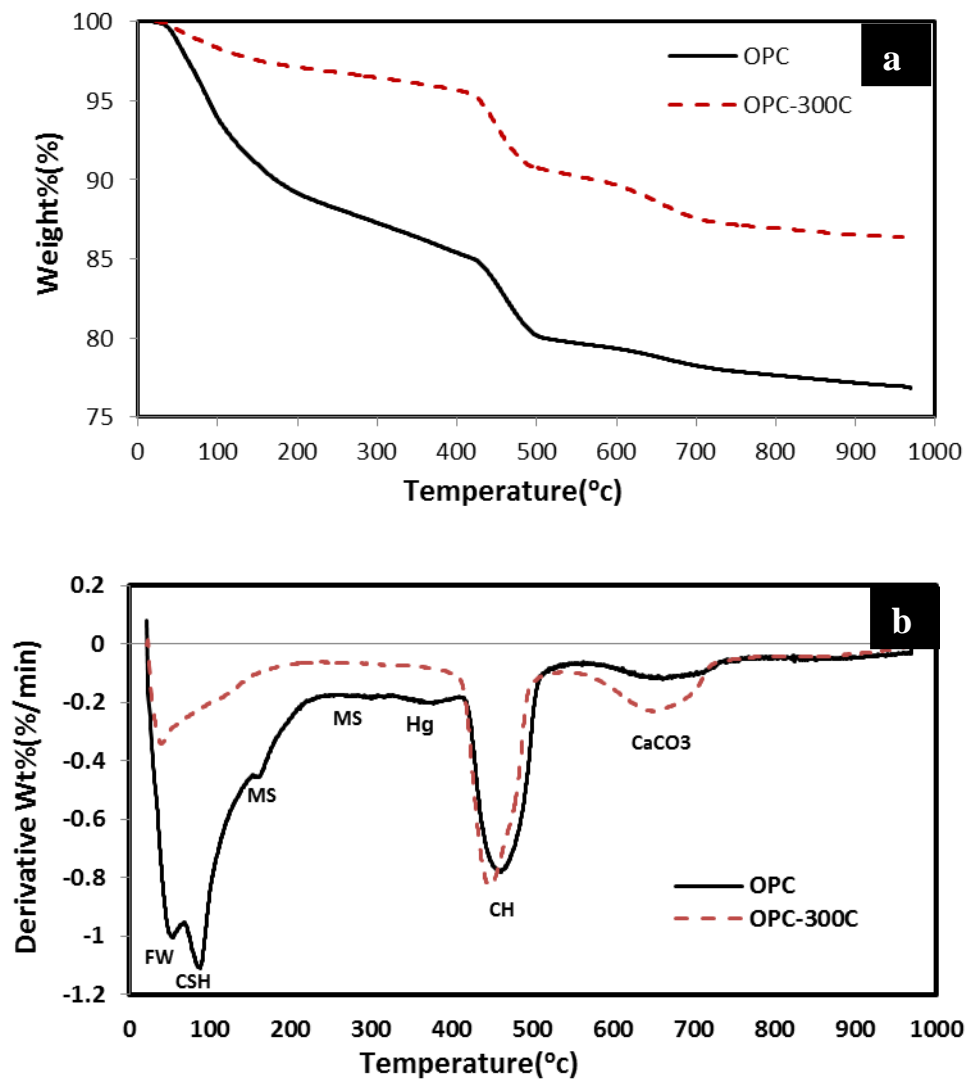 a
OPC
OPC-300C
100
95
90
85
80
75
Weight%(%)
0 100 200 300 400 500 600 700 800 900 1000
Temperature(ºc)
b
0.2
0
-0.2
-0.4
-0.6
-0.8
-1
-1.2
Derivative Wt%(%/min)
MS
Hg
MS
CaCO3
CH
FW
CSH
OPC
OPC-300C
0 100 200 300 400 500 600 700 800 900 1000
Temperature(ºc)